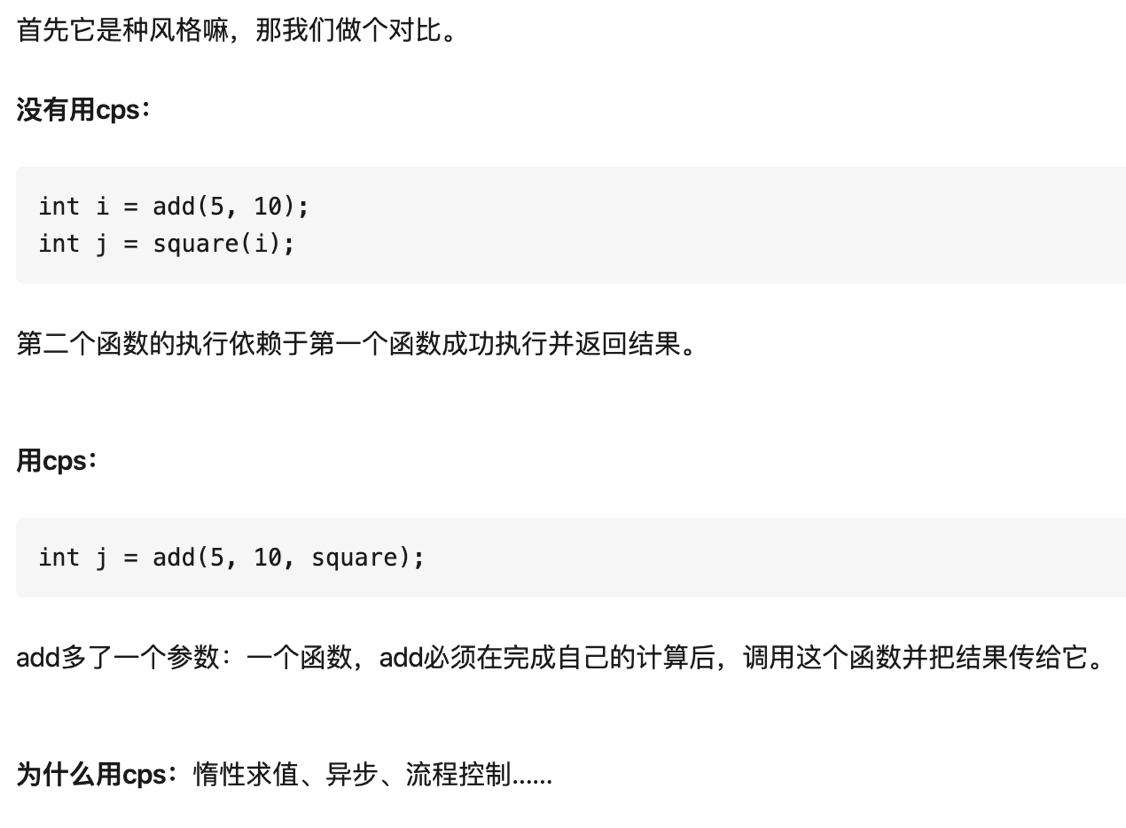 首先它是种风格嘛，那我们做个对比。
没有用cps：
int i = add(5, 10);
int j = square(i);
第二个函数的执行依赖于第一个函数成功执行并返回结果。
用cps：
int j = add(5, 10, square);
add多了一个参数：一个函数，add必须在完成自己的计算后，调用这个函数并把结果传给它。
为什么用cps：惰性求值、异步、流程控制......